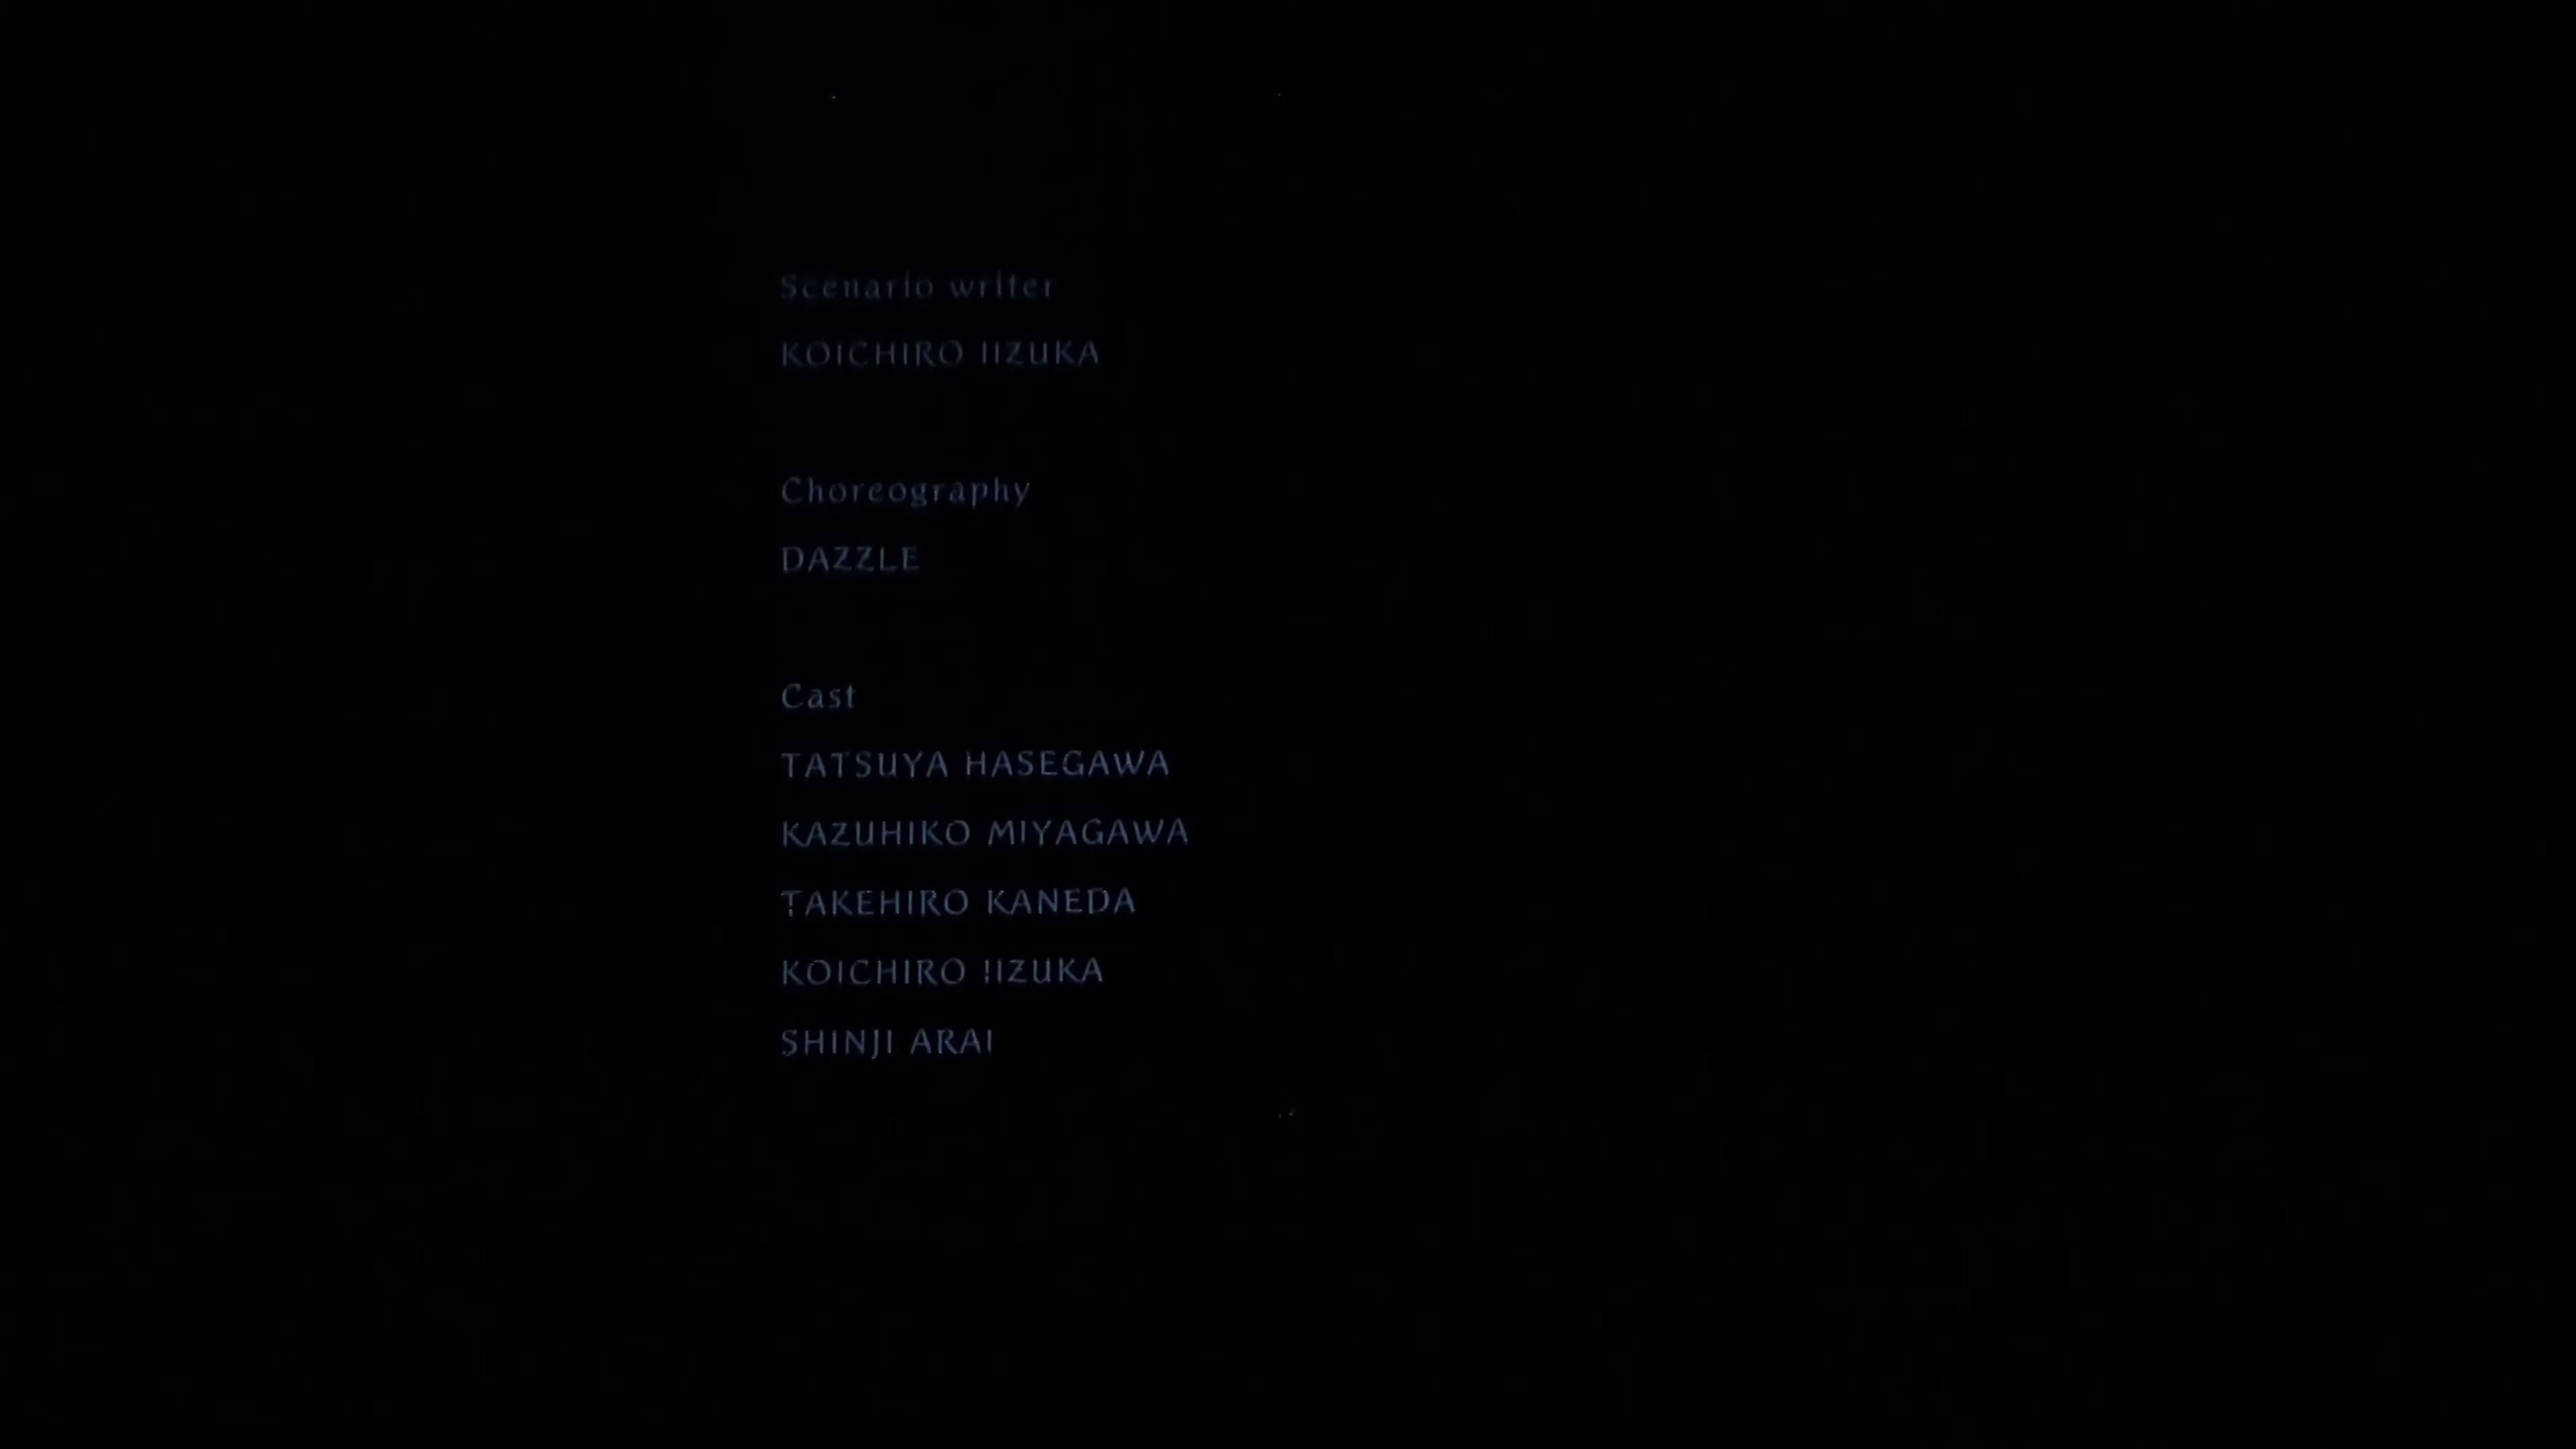 Scenario writer
KOICHIRO IIZUKA
Choreography
DAZZLE
Cast
TATSUYA HASEGAWA
KAZUHIKO MIYAGAWA
TAKEHIRO KANEDA
KOICHIRO IIZUKA
SHINJI ARAI